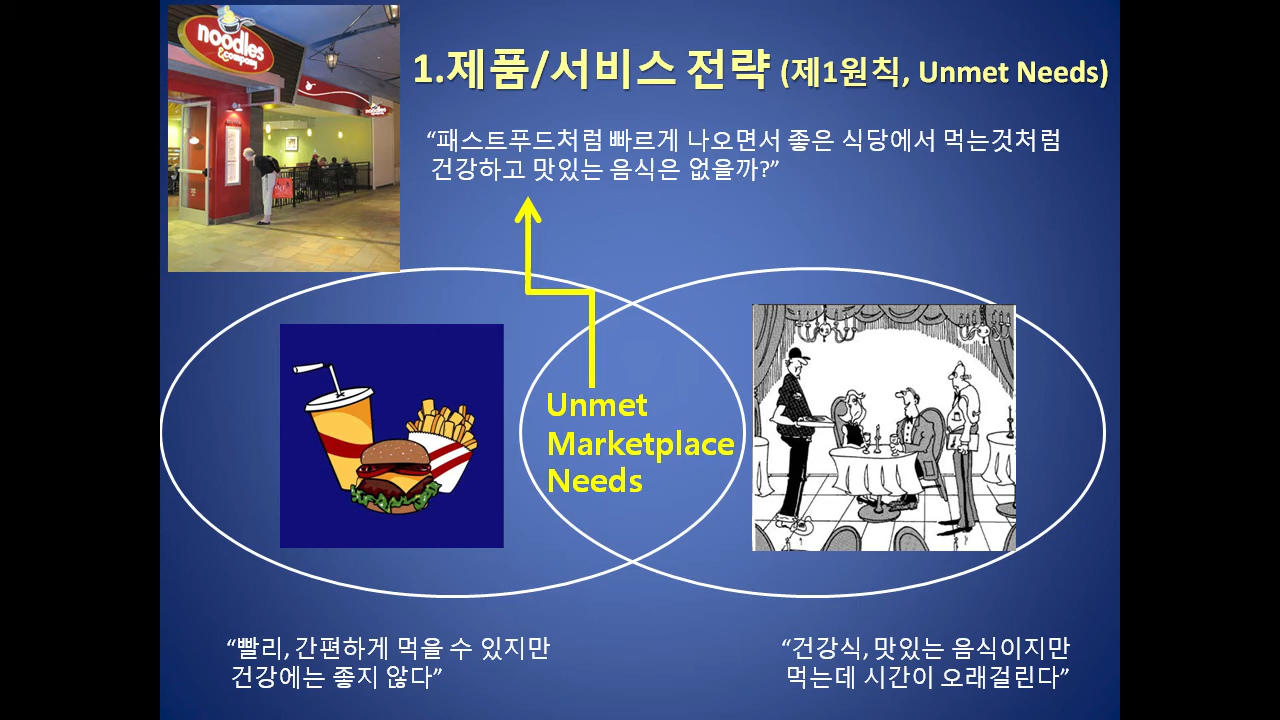 noodles
& company
noodles
1.제품/서비스 전략 (제1원칙, Unmet Needs)
“패스트푸드처럼 빠르게 나오면서 좋은 식당에서 먹는것처럼
건강하고 맛있는 음식은 없을까?”
Unmet
Marketplace
Needs
“빨리, 간편하게 먹을 수 있지만
건강에는 좋지 않다”
“건강식, 맛있는 음식이지만
먹는데 시간이 오래걸린다”